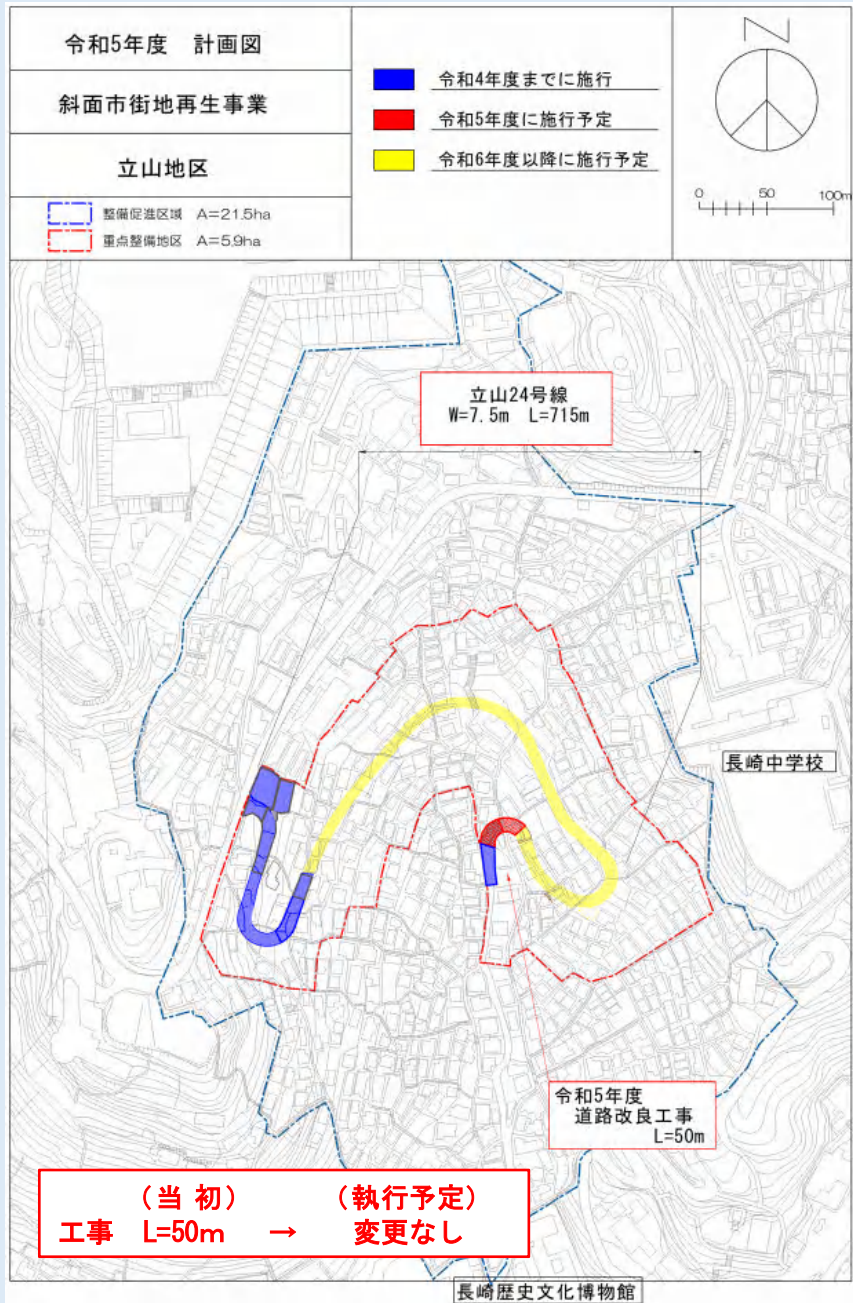 令和5年度 計画図
斜面市街地再生事業
立山地区
整備促進区域 A=21.5ha
重点整備地区 A=5.9ha
令和4年度までに施行
令和5年度に施行予定
令和6年度以降に施行予定
0 50 100m
立山24号線
W=7.5m L=715m
長崎中学校
令和5年度
道路改良工事
L=50m
（当 初） （執行予定）
工事 L=50m → 変更なし
長崎歴史文化博物館